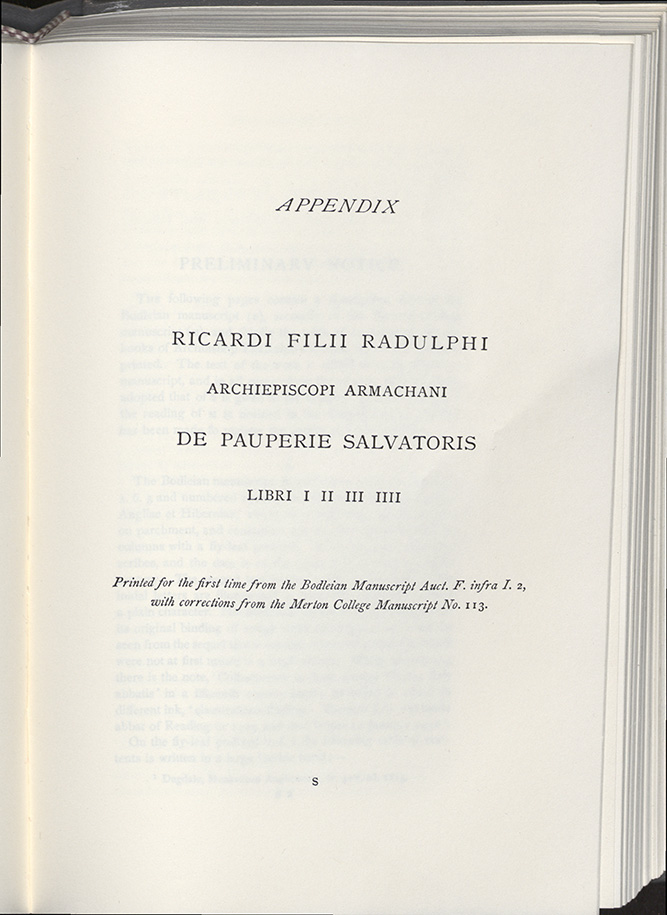 APPENDIX
RICARDI FILII RADULPHI
ARCHIEPISCOPI ARMACHANI
DE PAUPERIE SALVATORIS
LIBRI I II III IIII
Printed for the first time from the Bodleian Manuscript Auct. F. infra I. 2,
with corrections from the Merton College Manuscript No. 113.
S